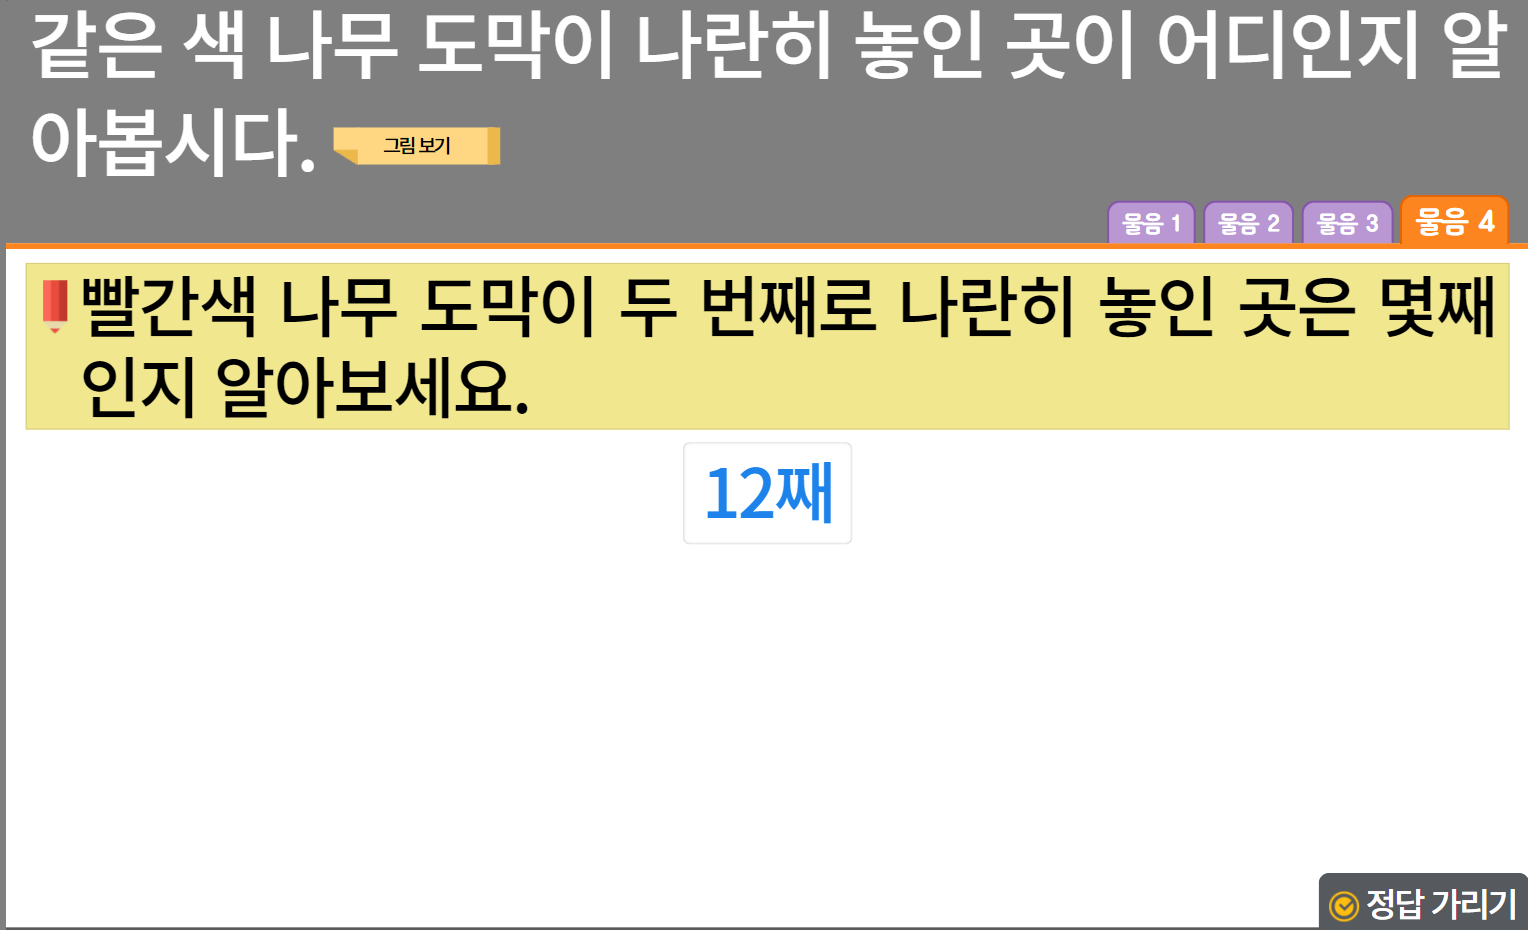 같은 색 나무 도막이 나란히 놓인 곳이 어디인지 알
아봅시다. 그림 보기
물음 1 물음 2 물음 3 물음 4
빨간색 나무 도막이 두 번째로 나란히 놓인 곳은 몇째
인지 알아보세요.
12째
정답 가리기